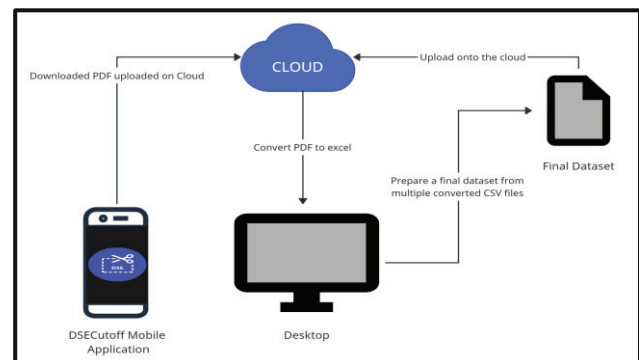 CLOUD
Downloaded PDF uploaded on Cloud
Upload onto the cloud
Convert PDF to excel
Final Dataset
Prepare a final dataset from
multiple converted CSV files
DSE
DSECutoff Mobile
Application
Desktop